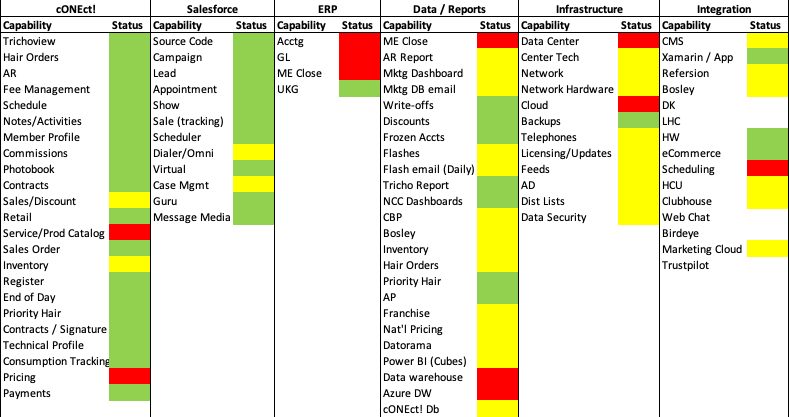 cONEct! Salesforce ERP Data / Reports Infrastructure Integration
Capability Status Capability Status Capability Status Capability Status Capability Status Capability Status
Trichoview Source Code Acctg ME Close Data Center CMS
Hair Orders Campaign GL AR Report Center Tech Xamarin / App
AR Lead ME Close Mktg Dashboard Network Refersion
Fee Management Appointment UKG Mktg DB email Network Hardware Bosley
Schedule Show Write-offs Cloud DK
Notes/Activities Sale (tracking) Discounts Backups LHC
Member Profile Scheduler Frozen Accts Telephones HW
Commissions Dialer/Omni Flashes Licensing/Updates eCommerce
Photobook Virtual Flash email (Daily) Feeds Scheduling
Contracts Case Mgmt Tricho Report AD HCU
Sales/Discount Guru NCC Dashboards Dist Lists Clubhouse
Retail Message Media CBP Data Security Web Chat
Service/Prod Catalog Bosley Birdeye
Sales Order Inventory Marketing Cloud
Inventory Hair Orders Trustpilot
Register Priority Hair
End of Day AP
Priority Hair Franchise
Contracts / Signature Nat'l Pricing
Technical Profile Datorama
Consumption Tracking Power BI (Cubes)
Pricing Data warehouse
Payments Azure DW
cONEct! Db